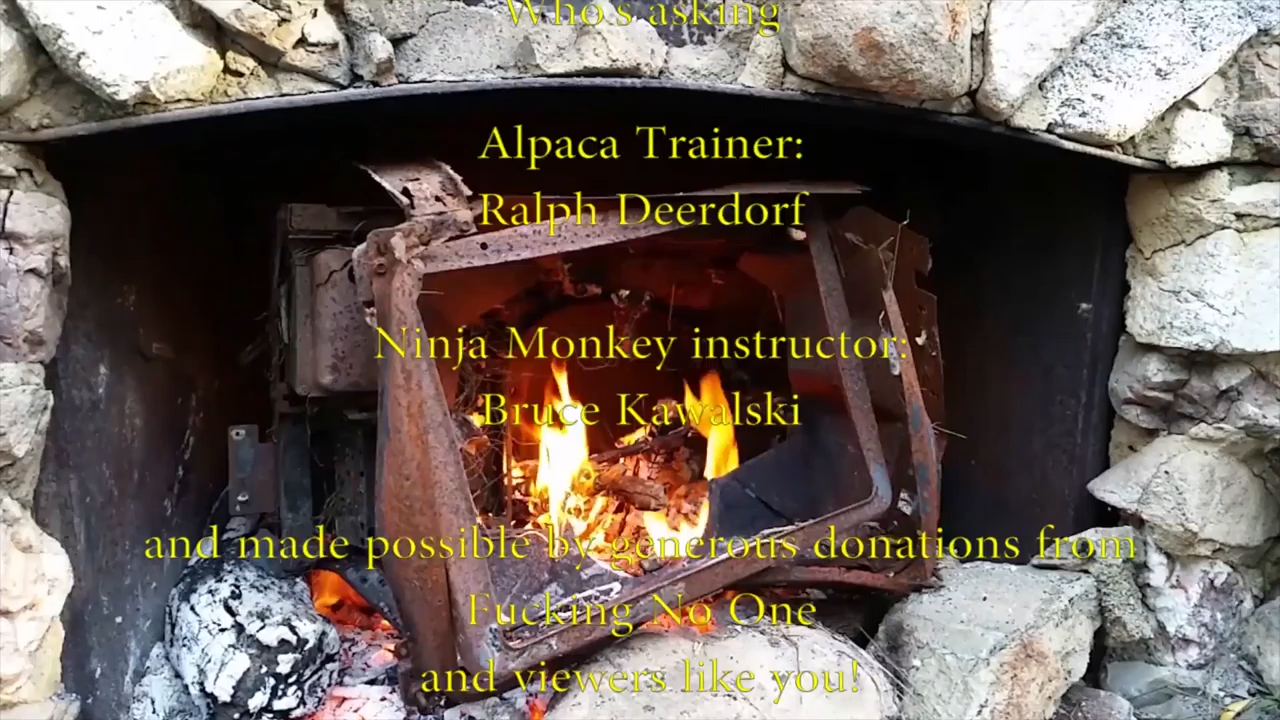 Who's asking
Alpaca Trainer:
Ralph Deerdorf
Ninja Monkey instructor:
Bruce Kawalski
and made possible by generous donations from
Fucking No One
and viewers like you!